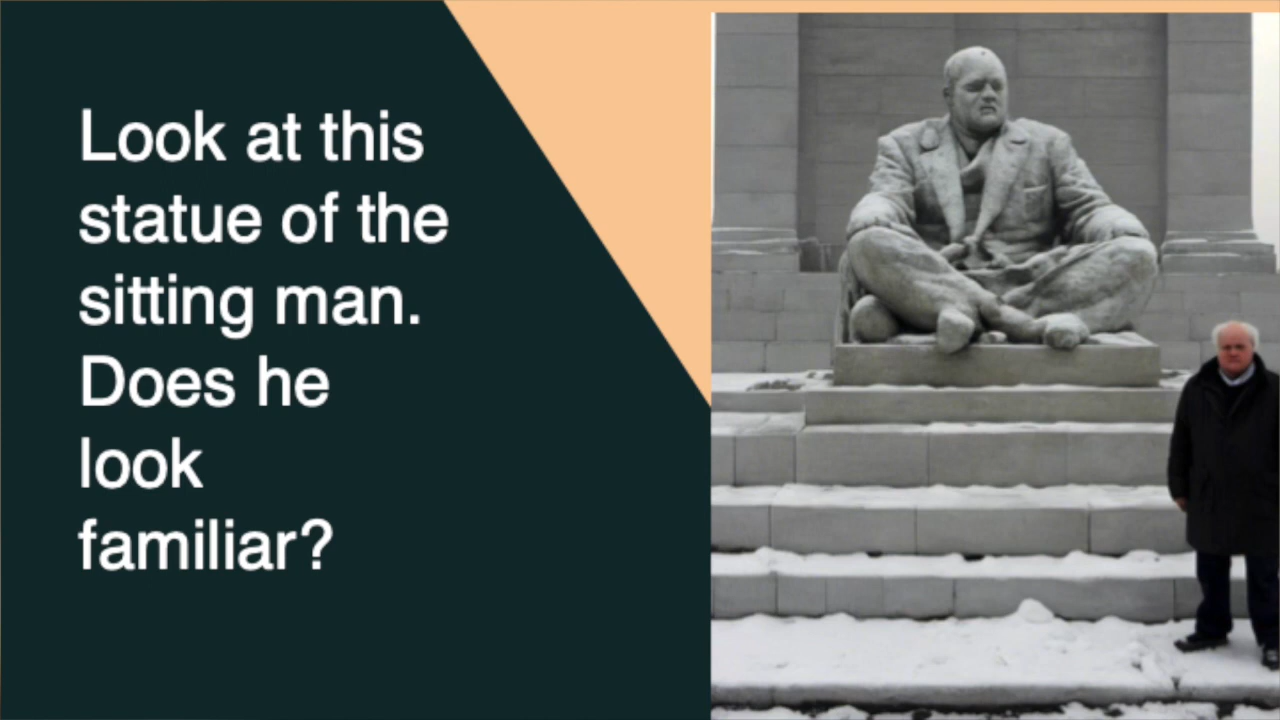 Look at this
statue of the
sitting man.
Does he
look
familiar?